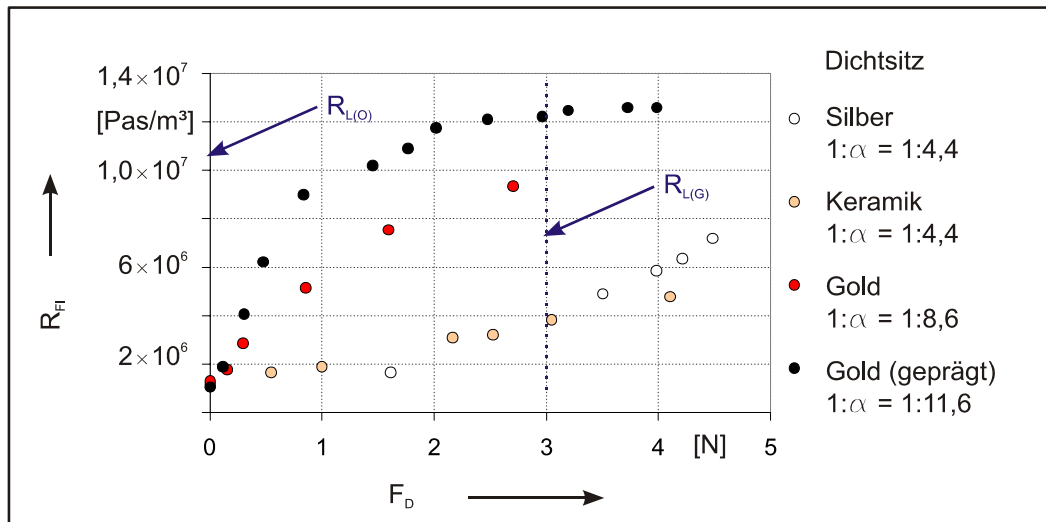 1,4 × 10⁷
[Pas/m³]
1,0 × 10⁷
6 × 10⁶
2 × 10⁶
R_FI
0 1 2 3 4 [N] 5
F_D
R_L(O)
R_L(G)
Dichtsitz
Silber
1:α = 1:4,4
Keramik
1:α = 1:4,4
Gold
1:α = 1:8,6
Gold (geprägt)
1:α = 1:11,6